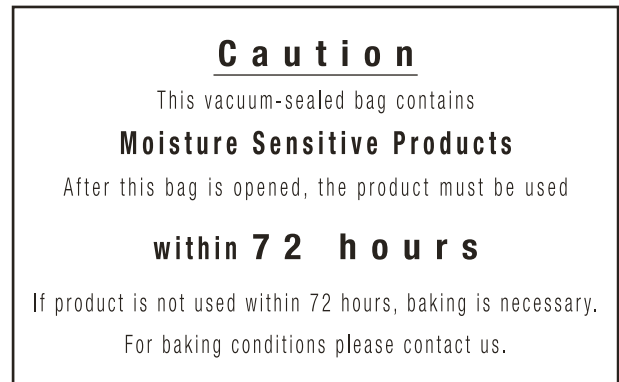 Caution
This vacuum-sealed bag contains
Moisture Sensitive Products
After this bag is opened, the product must be used
within 72 hours
If product is not used within 72 hours, baking is necessary.
For baking conditions please contact us.